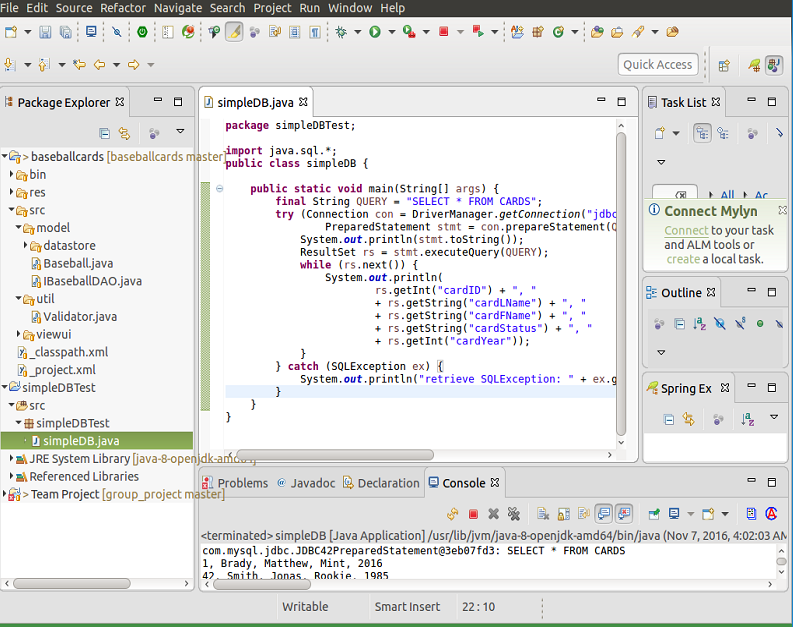 File Edit Source Refactor Navigate Search Project Run Window Help
Quick Access
Package Explorer
baseballcards [baseballcards master]
bin
res
src
model
datastore
Baseball.java
IBaseballDAO.java
util
Validator.java
viewui
_classpath.xml
_project.xml
simpleDBTest
src
simpleDBTest
simpleDB.java
JRE System Library [java-8-openjdk-amd64]
Referenced Libraries
> Team Project [group_project master]
simpleDB.java
package simpleDBTest;
import java.sql.*;
public class simpleDB {
public static void main(String[] args) {
final String QUERY = "SELECT * FROM CARDS";
try (Connection con = DriverManager.getConnection("jdbc
PreparedStatement stmt = con.prepareStatement(Q
System.out.println(stmt.toString());
ResultSet rs = stmt.executeQuery(QUERY);
while (rs.next()) {
System.out.println(
rs.getInt("cardID") + ", "
+ rs.getString("cardLName") + ", "
+ rs.getString("cardFName") + ", "
+ rs.getString("cardStatus") + ", "
+ rs.getInt("cardYear"));
}
} catch (SQLException ex) {
System.out.println("retrieve SQLException: " + ex.g
}
}
}
Task List
All Ac
Connect Mylyn
Connect to your task
and ALM tools or
create a local task.
Outline
Spring Ex
Problems @ Javadoc Declaration Console
<terminated> simpleDB [Java Application] /usr/lib/jvm/java-8-openjdk-amd64/bin/java (Nov 7, 2016, 4:02:03 AM
com.mysql.jdbc.JDBC42PreparedStatement@3eb07fd3: SELECT * FROM CARDS
1, Brady, Matthew, Mint, 2016
42, Smith, Jonas, Rookie, 1985
Writable Smart Insert 22 : 10